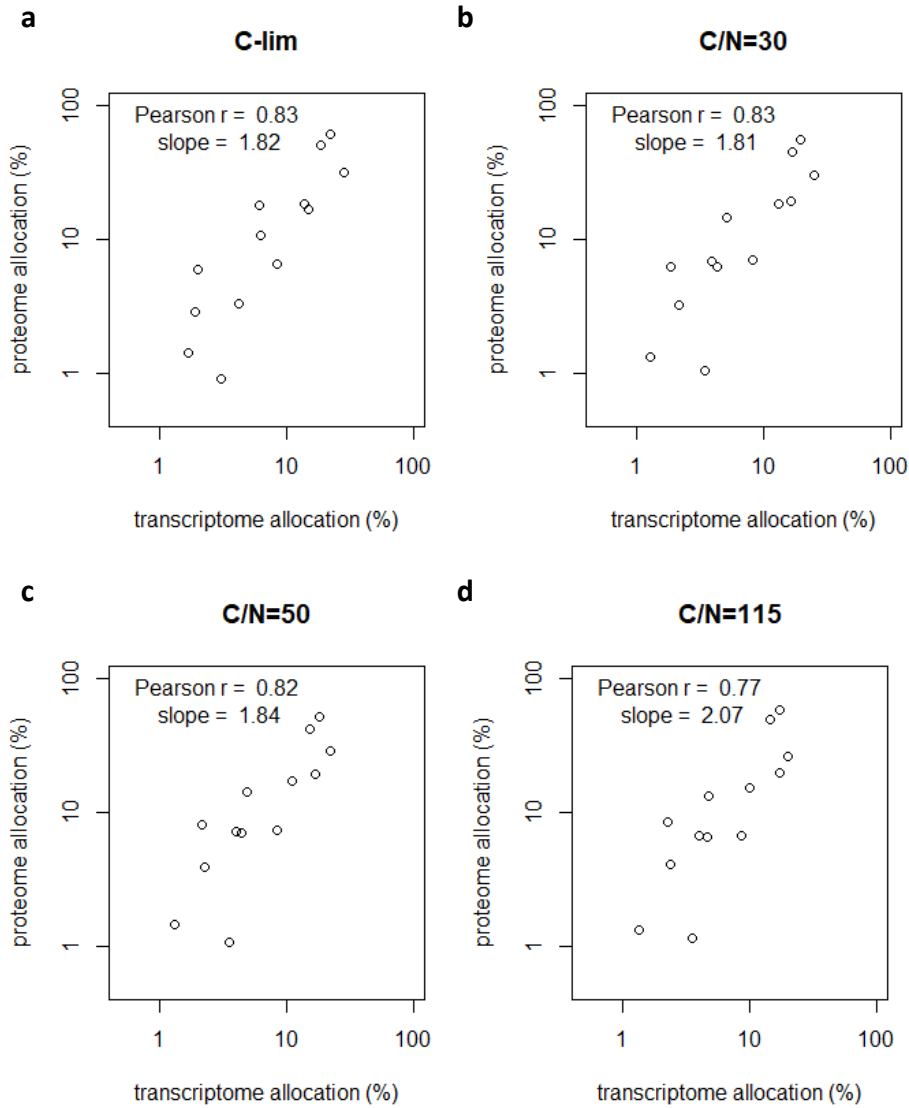 a
C-lim
Pearson r = 0.83
slope = 1.82
100
10
1
proteome allocation (%)
1 10 100
transcriptome allocation (%)
b
C/N=30
Pearson r = 0.83
slope = 1.81
100
10
1
proteome allocation (%)
1 10 100
transcriptome allocation (%)
c
C/N=50
Pearson r = 0.82
slope = 1.84
100
10
1
proteome allocation (%)
1 10 100
transcriptome allocation (%)
d
C/N=115
Pearson r = 0.77
slope = 2.07
100
10
1
proteome allocation (%)
1 10 100
transcriptome allocation (%)